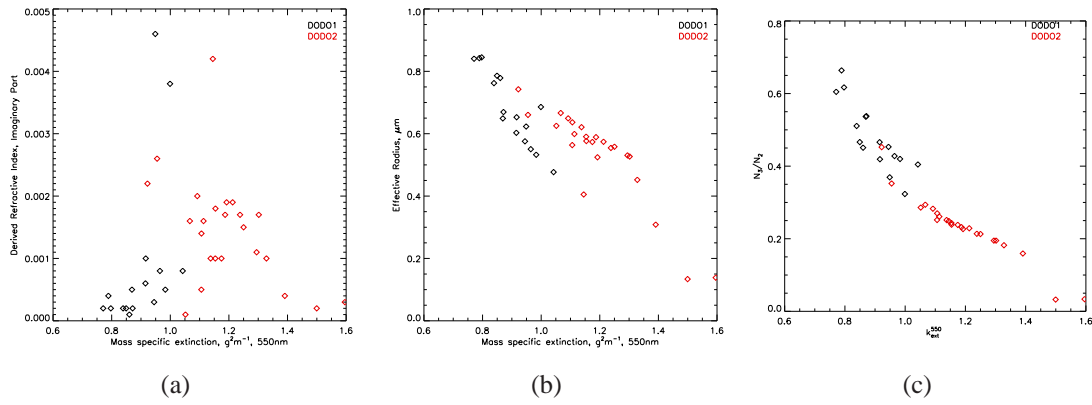 0.005
0.004
0.003
0.002
0.001
0.000
0.6 0.8 1.0 1.2 1.4 1.6
Derived Refractive Index, Imaginary Part
Mass specific extinction, g²m⁻¹, 550nm
DODO1
DODO2
(a)
1.0
0.8
0.6
0.4
0.2
0.0
0.6 0.8 1.0 1.2 1.4 1.6
Effective Radius, μm
Mass specific extinction, g²m⁻¹, 550nm
DODO1
DODO2
(b)
0.8
0.6
0.4
0.2
0.0
0.6 0.8 1.0 1.2 1.4 1.6
N₃/N₂
k_ext^550
DODO1
DODO2
(c)